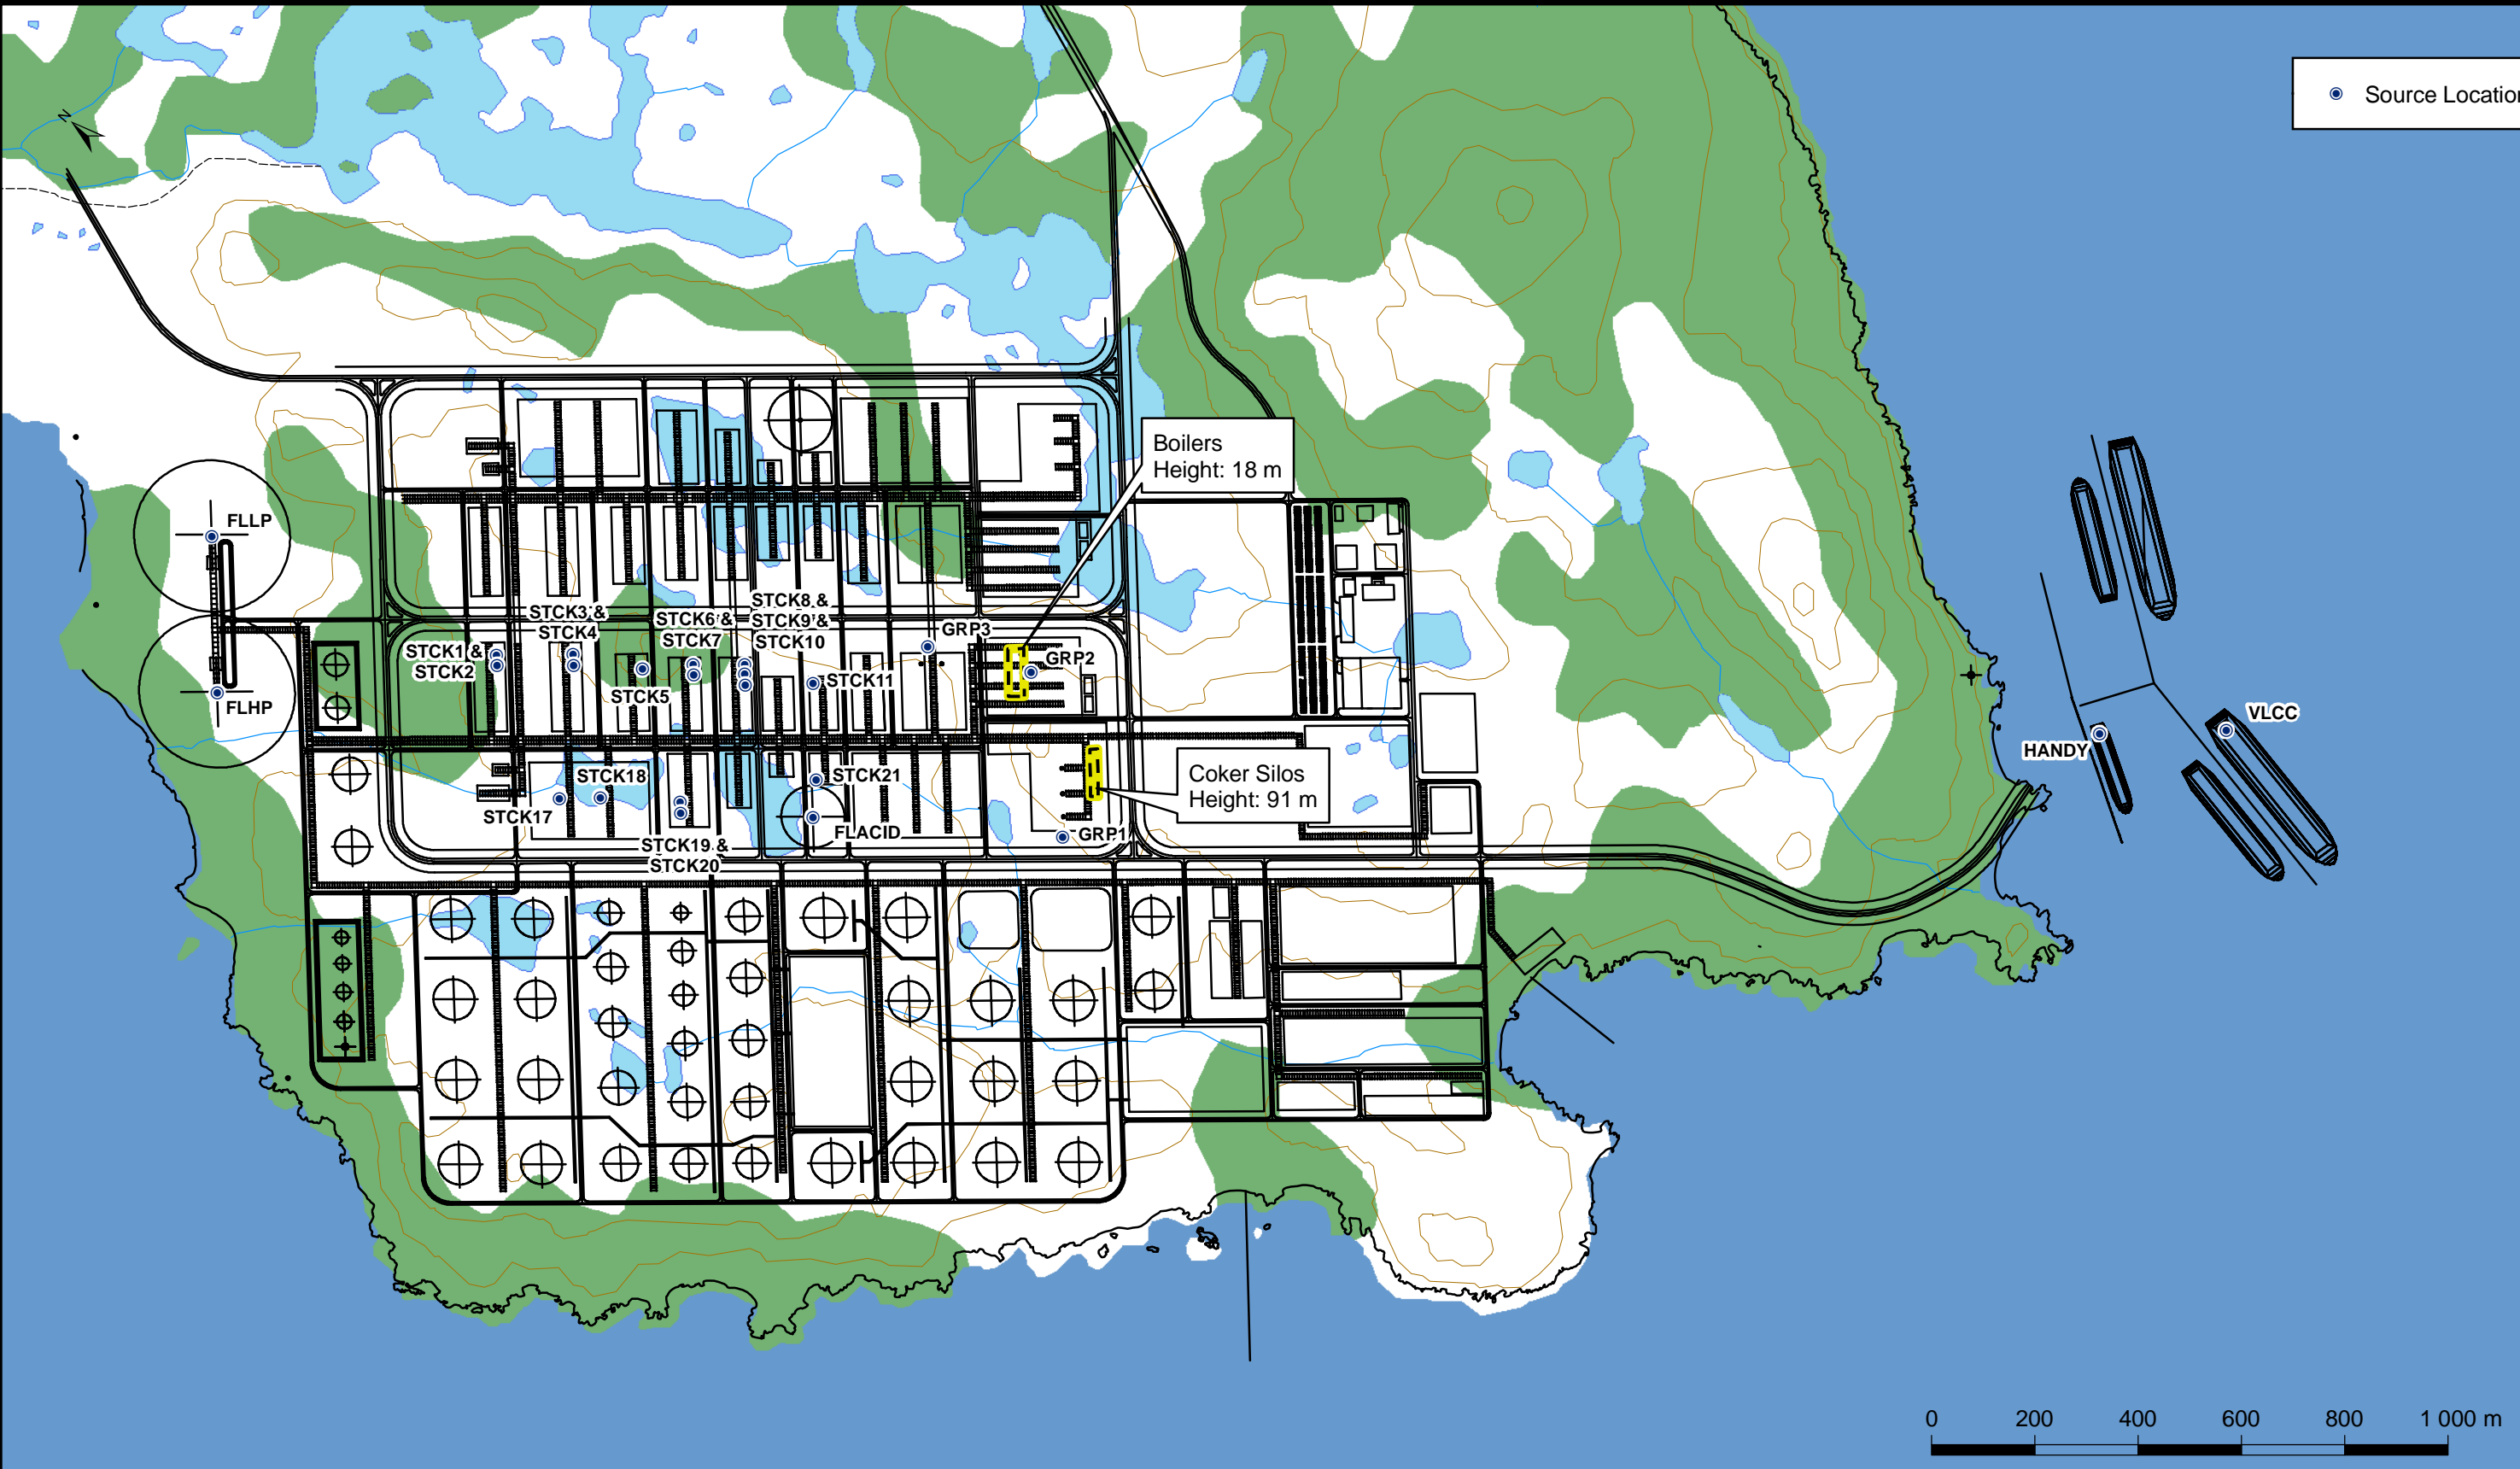 Source Location
N
Boilers
Height: 18 m
FLLP
STCK8 &
STCK3 &
STCK6 &
STCK9 &
STCK4
STCK7
STCK10
GRP3
STCK1 &
STCK2
GRP2
STCK11
STCK5
FLHP
VLCC
HANDY
Coker Silos
Height: 91 m
STCK18
STCK21
STCK17
FLACID
GRP1
STCK19 &
STCK20
0 200 400 600 800 1 000 m